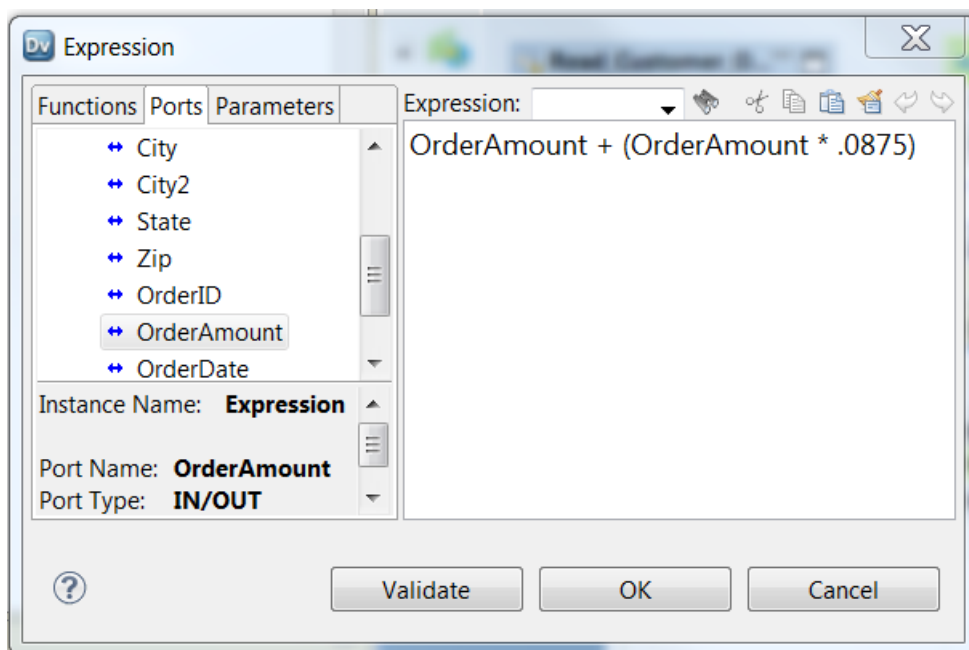 Dv Expression
Functions Ports Parameters
City
City2
State
Zip
OrderID
OrderAmount
OrderDate
Instance Name: Expression
Port Name: OrderAmount
Port Type: IN/OUT
Expression:
OrderAmount + (OrderAmount * .0875)
?
Validate OK Cancel